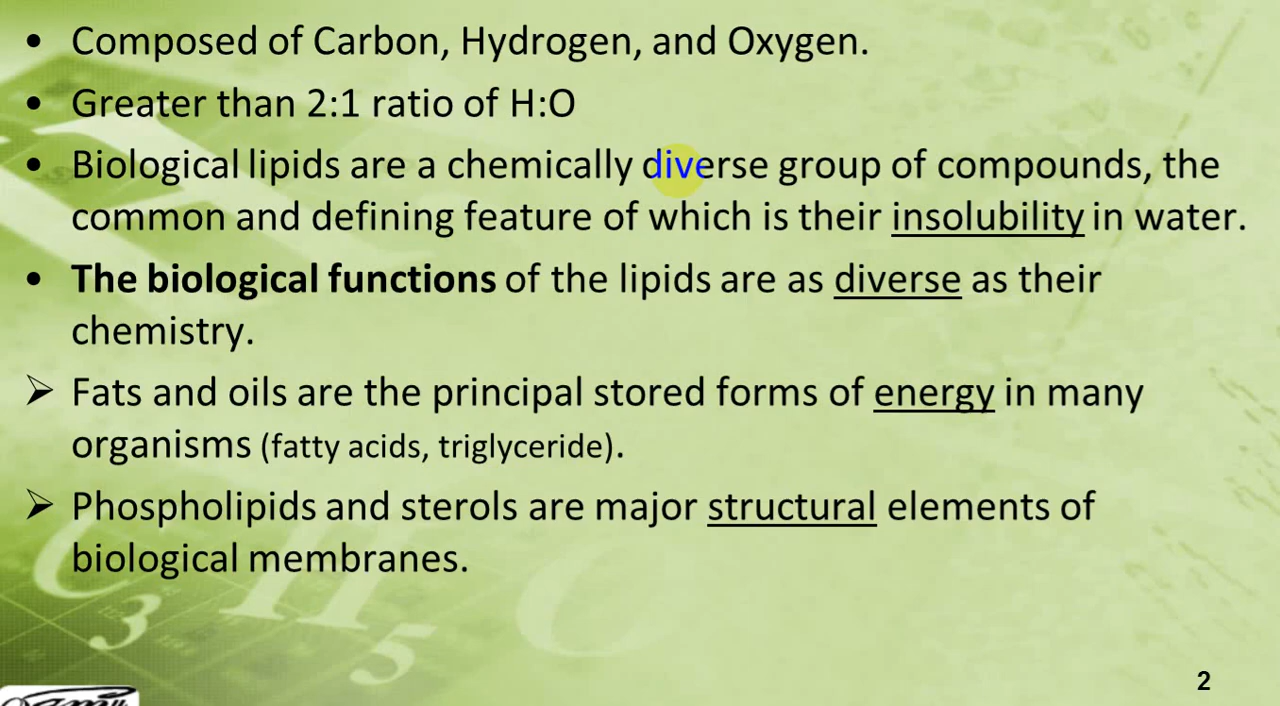 • Composed of Carbon, Hydrogen, and Oxygen.
• Greater than 2:1 ratio of H:O
• Biological lipids are a chemically diverse group of compounds, the
common and defining feature of which is their insolubility in water.
• The biological functions of the lipids are as diverse as their
chemistry.
➢ Fats and oils are the principal stored forms of energy in many
organisms (fatty acids, triglyceride).
➢ Phospholipids and sterols are major structural elements of
biological membranes.
C
3
H
5
C
2